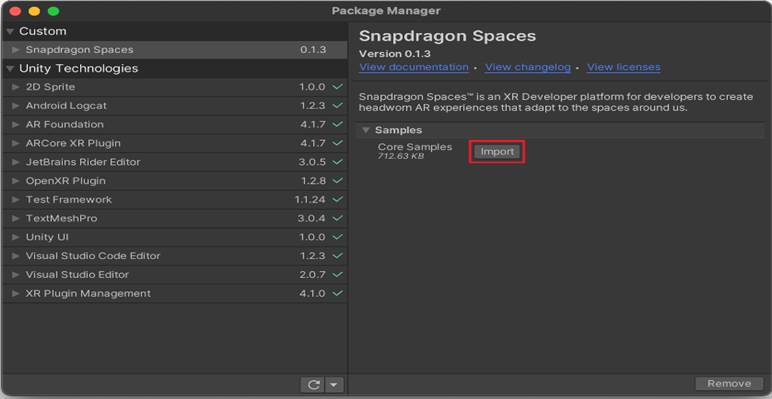 Package Manager
Custom
Snapdragon Spaces 0.1.3
Unity Technologies
2D Sprite 1.0.0
Android Logcat 1.2.3
AR Foundation 4.1.7
ARCore XR Plugin 4.1.7
JetBrains Rider Editor 3.0.5
OpenXR Plugin 1.2.8
Test Framework 1.1.24
TextMeshPro 3.0.4
Unity UI 1.0.0
Visual Studio Code Editor 1.2.3
Visual Studio Editor 2.0.7
XR Plugin Management 4.1.0
Snapdragon Spaces
Version 0.1.3
View documentation • View changelog • View licenses
Snapdragon Spaces™ is an XR Developer platform for developers to create
headworn AR experiences that adapt to the spaces around us.
Samples
Core Samples Import
712.63 KB
Remove